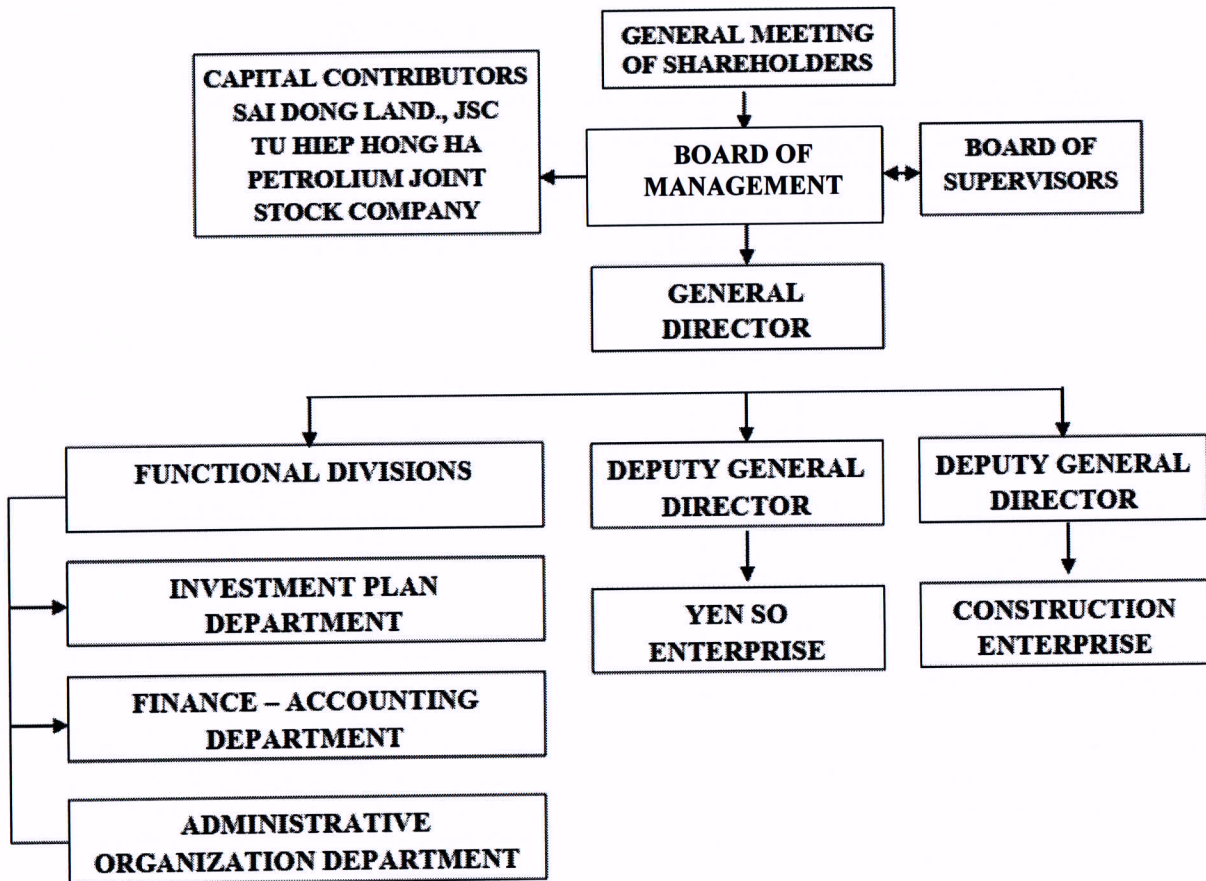 GENERAL MEETING
OF SHAREHOLDERS
CAPITAL CONTRIBUTORS
SAI DONG LAND., JSC
TU HIEP HONG HA
PETROLIUM JOINT
STOCK COMPANY
BOARD OF
MANAGEMENT
BOARD OF
SUPERVISORS
GENERAL
DIRECTOR
FUNCTIONAL DIVISIONS
DEPUTY GENERAL
DIRECTOR
DEPUTY GENERAL
DIRECTOR
INVESTMENT PLAN
DEPARTMENT
YEN SO
ENTERPRISE
CONSTRUCTION
ENTERPRISE
FINANCE – ACCOUNTING
DEPARTMENT
ADMINISTRATIVE
ORGANIZATION DEPARTMENT